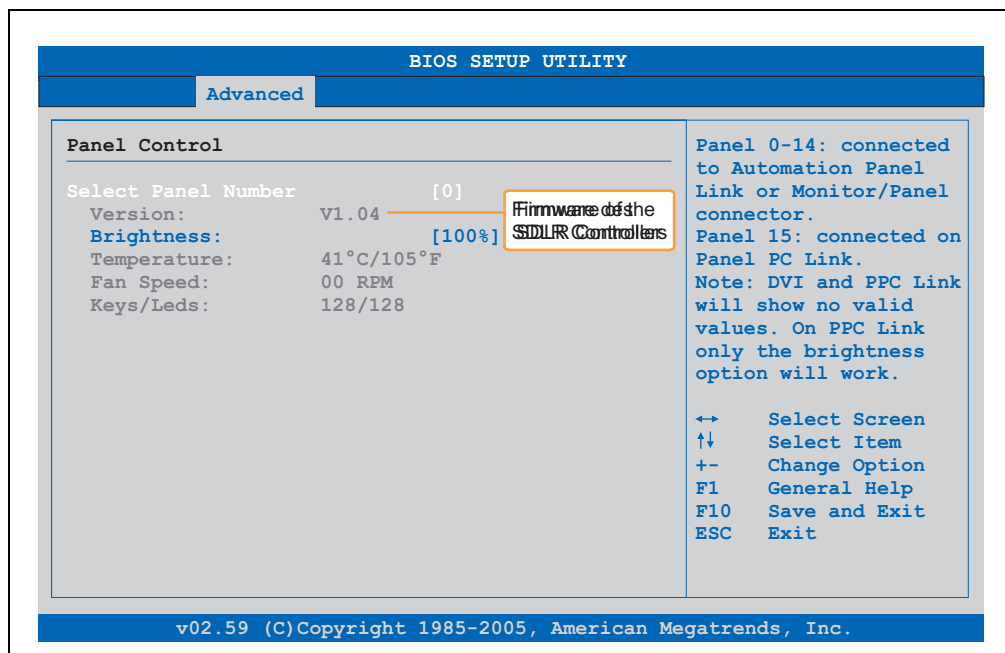 BIOS SETUP UTILITY
Advanced
Panel Control
Select Panel Number [0]
Version: V1.04
Brightness: [100%]
Temperature: 41°C/105°F
Fan Speed: 00 RPM
Keys/Leds: 128/128
Panel 0-14: connected
to Automation Panel
Link or Monitor/Panel
connector.
Panel 15: connected on
Panel PC Link.
Note: DVI and PPC Link
will show no valid
values. On PPC Link
only the brightness
option will work.
↔ Select Screen
↑↓ Select Item
+- Change Option
F1 General Help
F10 Save and Exit
ESC Exit
v02.59 (C)Copyright 1985-2005, American Megatrends, Inc.